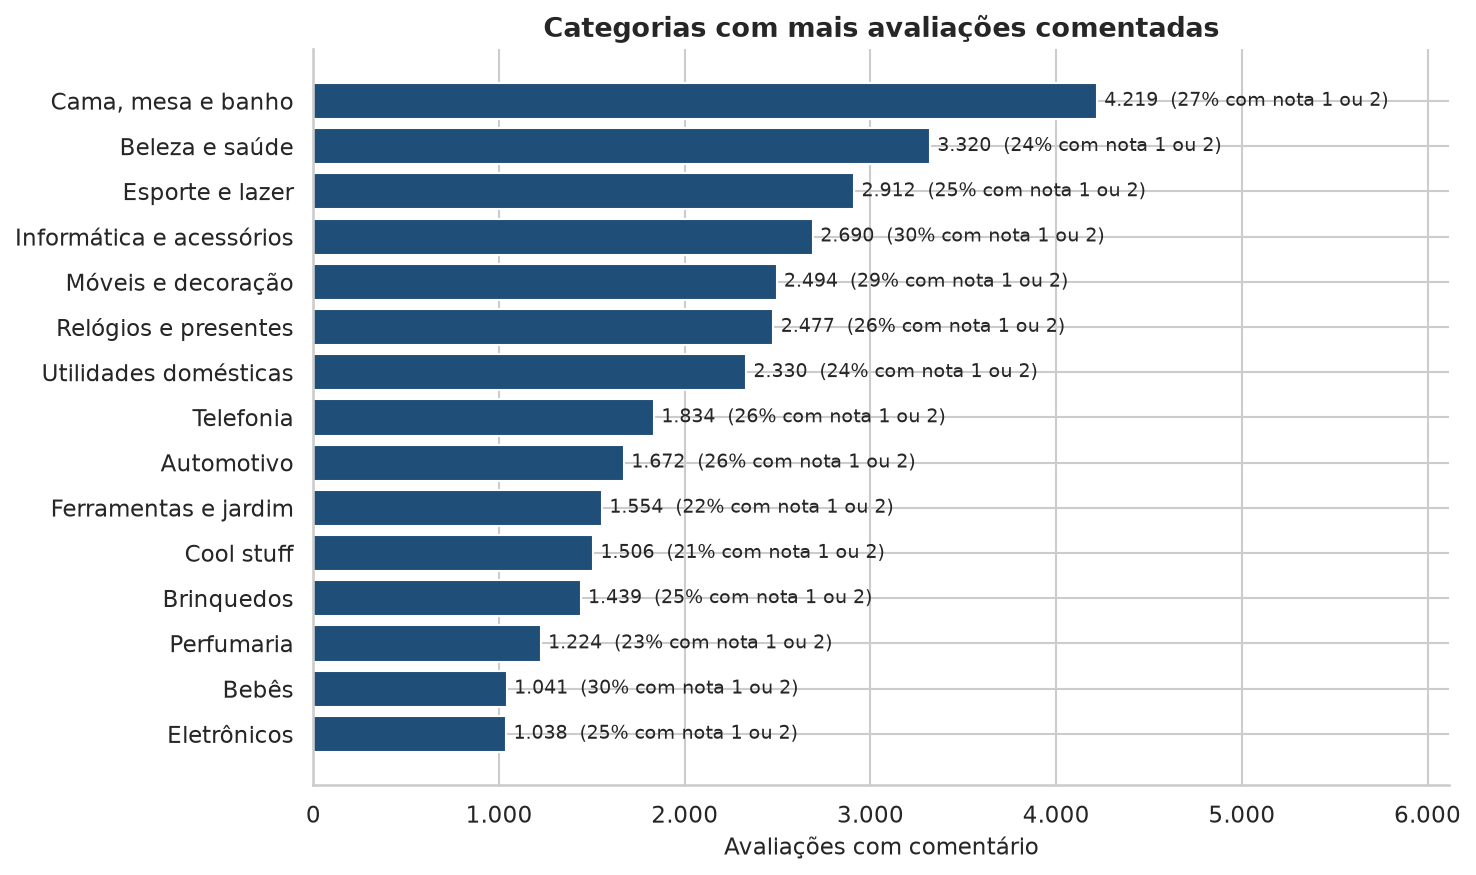 Categorias com mais avaliações comentadas
Cama, mesa e banho 4.219 (27% com nota 1 ou 2)
Beleza e saúde 3.320 (24% com nota 1 ou 2)
Esporte e lazer 2.912 (25% com nota 1 ou 2)
Informática e acessórios 2.690 (30% com nota 1 ou 2)
Móveis e decoração 2.494 (29% com nota 1 ou 2)
Relógios e presentes 2.477 (26% com nota 1 ou 2)
Utilidades domésticas 2.330 (24% com nota 1 ou 2)
Telefonia 1.834 (26% com nota 1 ou 2)
Automotivo 1.672 (26% com nota 1 ou 2)
Ferramentas e jardim 1.554 (22% com nota 1 ou 2)
Cool stuff 1.506 (21% com nota 1 ou 2)
Brinquedos 1.439 (25% com nota 1 ou 2)
Perfumaria 1.224 (23% com nota 1 ou 2)
Bebês 1.041 (30% com nota 1 ou 2)
Eletrônicos 1.038 (25% com nota 1 ou 2)
0 1.000 2.000 3.000 4.000 5.000 6.000
Avaliações com comentário